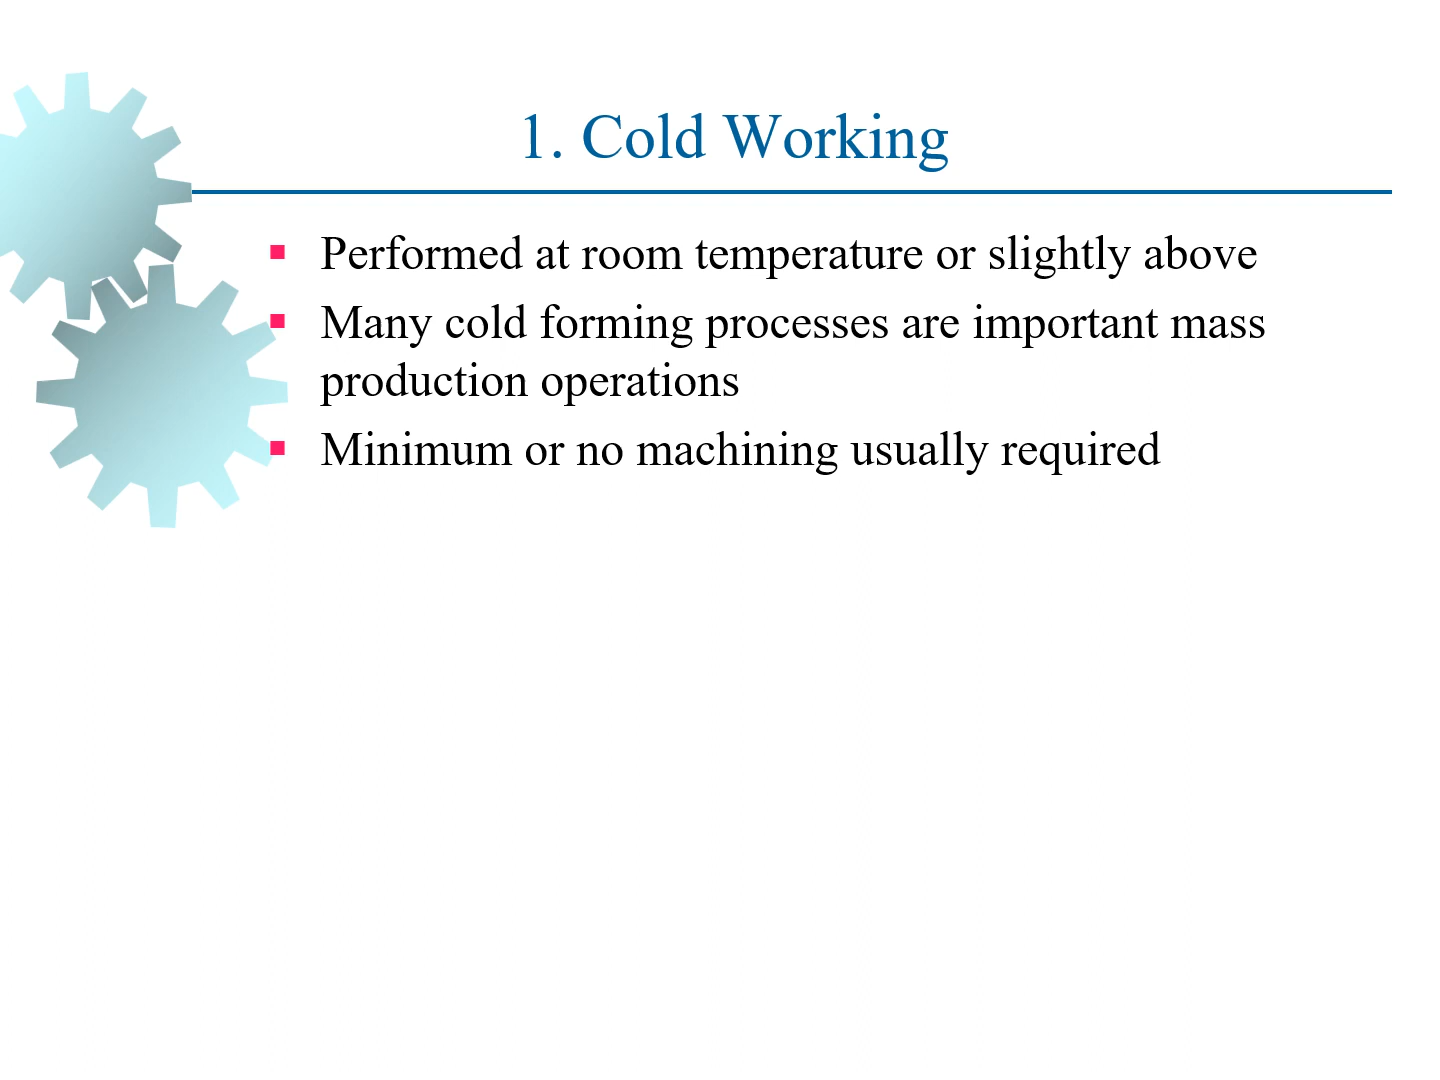 1. Cold Working
▪ Performed at room temperature or slightly above
▪ Many cold forming processes are important mass
production operations
▪ Minimum or no machining usually required